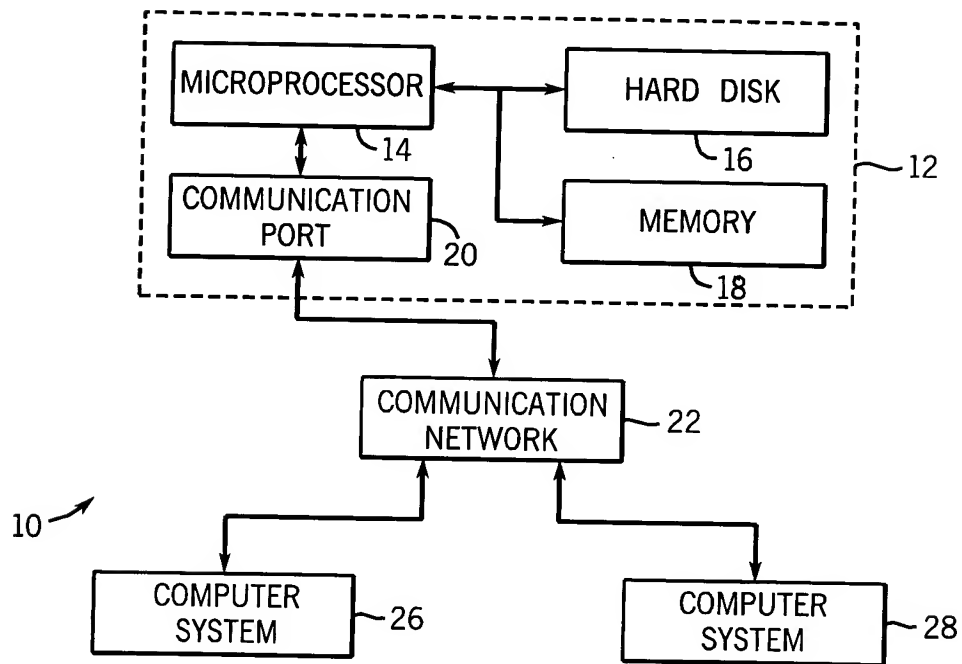 MICROPROCESSOR
14
HARD DISK
16
12
COMMUNICATION
PORT
20
MEMORY
18
COMMUNICATION
NETWORK
22
10
COMPUTER
SYSTEM
26
COMPUTER
SYSTEM
28